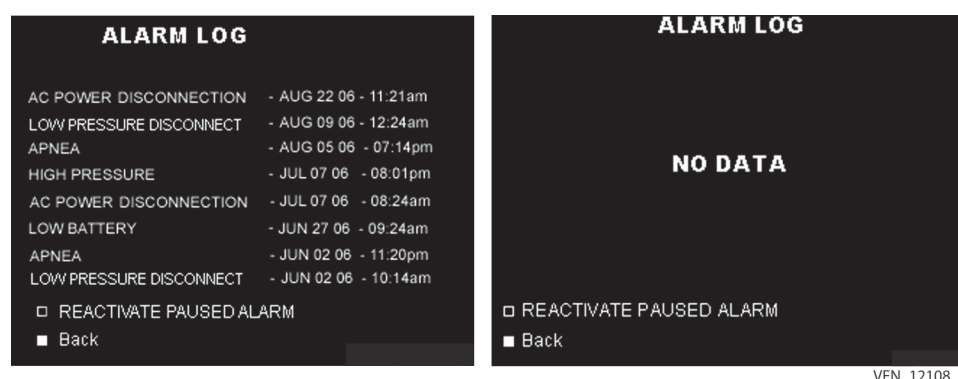 ALARM LOG
AC POWER DISCONNECTION - AUG 22 06 - 11:21am
LOW PRESSURE DISCONNECT - AUG 09 06 - 12:24am
APNEA - AUG 05 06 - 07:14pm
HIGH PRESSURE - JUL 07 06 - 08:01pm
AC POWER DISCONNECTION - JUL 07 06 - 08:24am
LOW BATTERY - JUN 27 06 - 09:24am
APNEA - JUN 02 06 - 11:20pm
LOW PRESSURE DISCONNECT - JUN 02 06 - 10:14am
REACTIVATE PAUSED ALARM
Back
ALARM LOG
NO DATA
REACTIVATE PAUSED ALARM
Back
VEN_12108